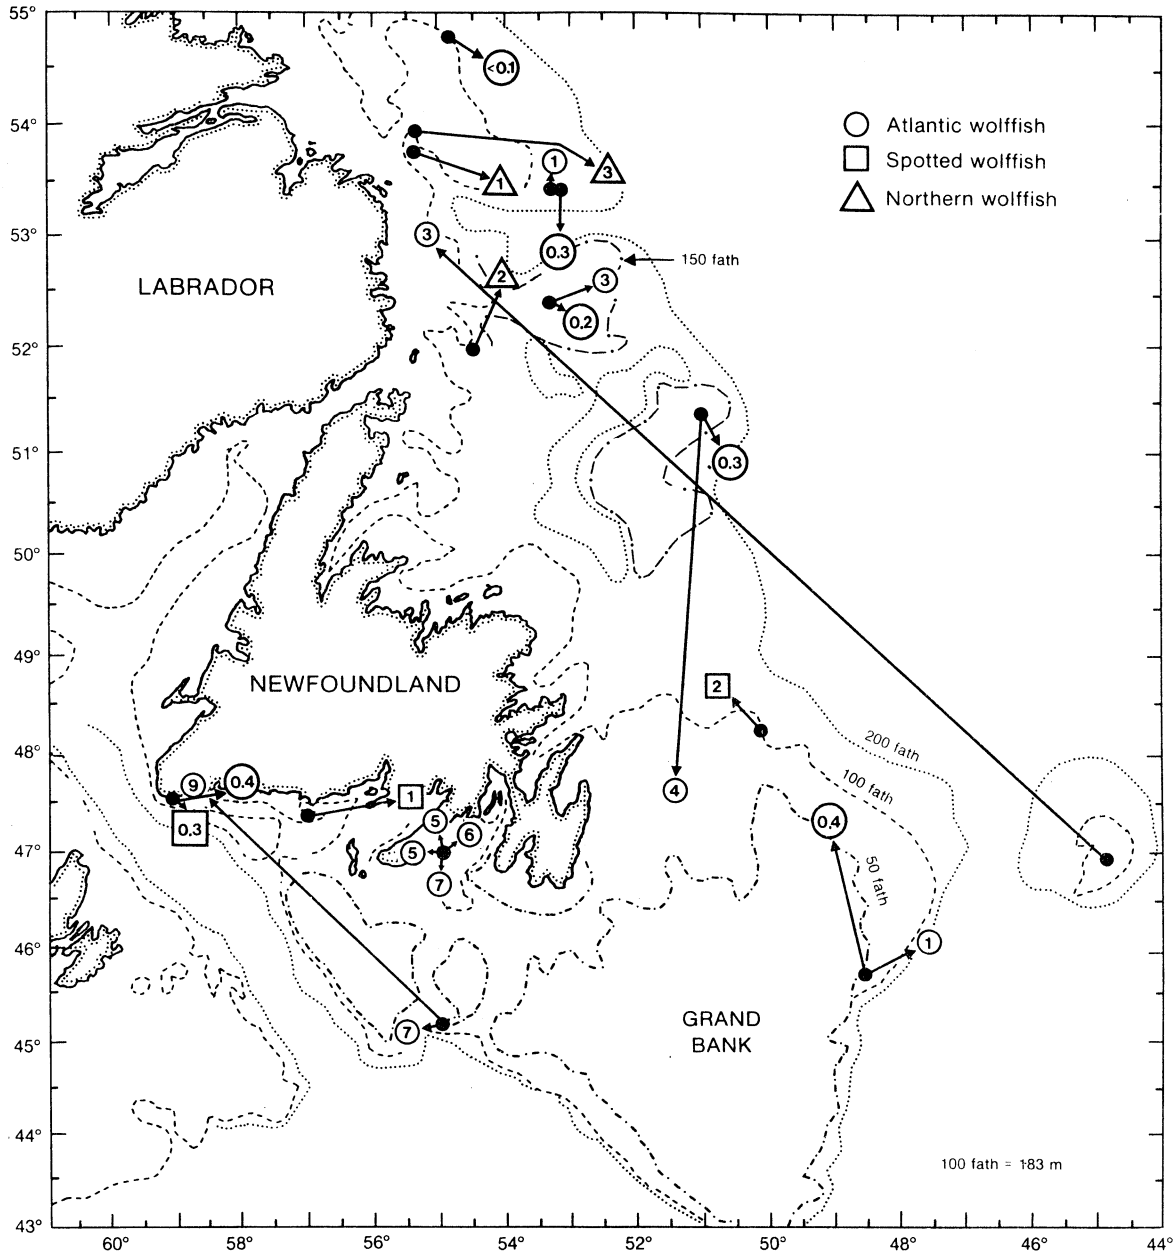 55°
<0.1
54°
Atlantic wolffish
Spotted wolffish
Northern wolffish
1
3
1
53°
3
0.3
150 fath
2
3
LABRADOR
0.2
52°
51°
0.3
50°
49°
NEWFOUNDLAND
2
48°
200 fath
9
0.4
1
4
100 fath
0.3
5
6
0.4
47°
5
7
50 fath
46°
1
7
GRAND
BANK
45°
44°
100 fath = 183 m
43°
60° 58° 56° 54° 52° 50° 48° 46° 44°